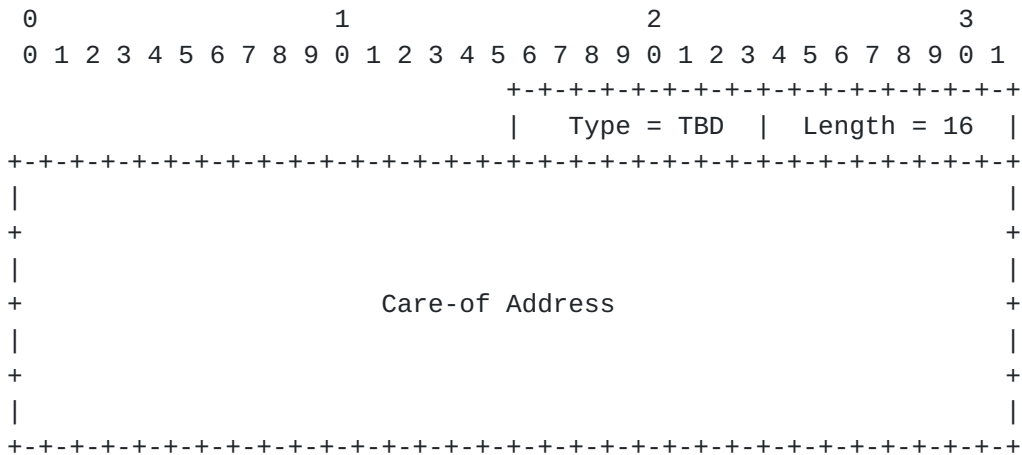 0                   1                   2                   3
 0 1 2 3 4 5 6 7 8 9 0 1 2 3 4 5 6 7 8 9 0 1 2 3 4 5 6 7 8 9 0 1
                                +-+-+-+-+-+-+-+-+-+-+-+-+-+-+-+-+
                                |   Type = TBD  |  Length = 16  |
+-+-+-+-+-+-+-+-+-+-+-+-+-+-+-+-+-+-+-+-+-+-+-+-+-+-+-+-+-+-+-+-+
|                                                               |
+                                                               +
|                                                               |
+                       Care-of Address                         +
|                                                               |
+                                                               +
|                                                               |
+-+-+-+-+-+-+-+-+-+-+-+-+-+-+-+-+-+-+-+-+-+-+-+-+-+-+-+-+-+-+-+-+